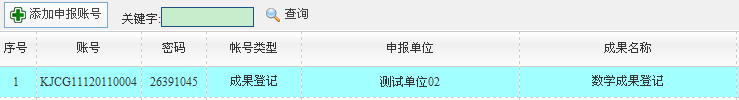 添加申报账号 关键字: 查询
序号 账号 密码 帐号类型 申报单位 成果名称
1 KJCG11120110004 26391045 成果登记 测试单位02 数学成果登记